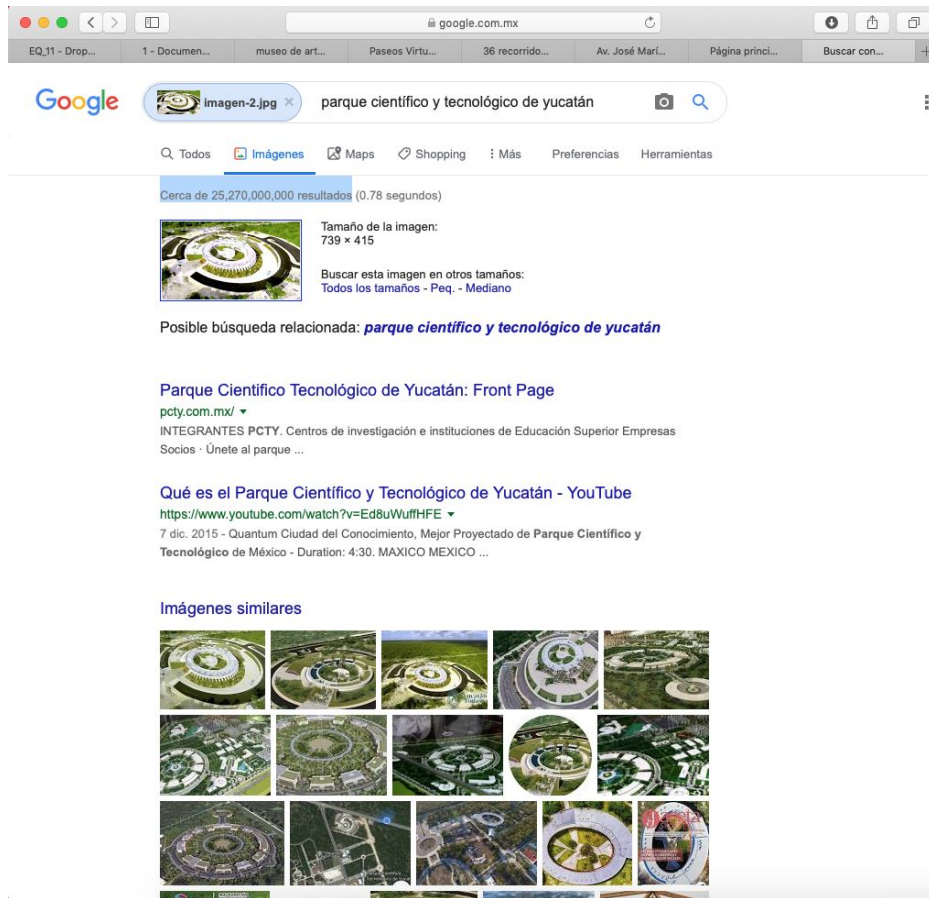 google.com.mx
EQ_11 - Drop...
1 - Documen...
museo de art...
Paseos Virtu...
36 recorrido...
Av. José Marí...
Página princi...
Buscar con...
Google
imagen-2.jpg ×
parque científico y tecnológico de yucatán
Todos
Imágenes
Maps
Shopping
Más
Preferencias
Herramientas
Cerca de 25,270,000,000 resultados (0.78 segundos)
Tamaño de la imagen:
739 × 415
Buscar esta imagen en otros tamaños:
Todos los tamaños - Peq. - Mediano
Posible búsqueda relacionada: parque científico y tecnológico de yucatán
Parque Cientifico Tecnológico de Yucatán: Front Page
pcty.com.mx/
INTEGRANTES PCTY. Centros de investigación e instituciones de Educación Superior Empresas
Socios · Únete al parque ...
Qué es el Parque Científico y Tecnológico de Yucatán - YouTube
https://www.youtube.com/watch?v=Ed8uWuffHFE
7 dic. 2015 - Quantum Ciudad del Conocimiento, Mejor Proyectado de Parque Científico y
Tecnológico de México - Duration: 4:30. MAXICO MEXICO ...
Imágenes similares
gaceta